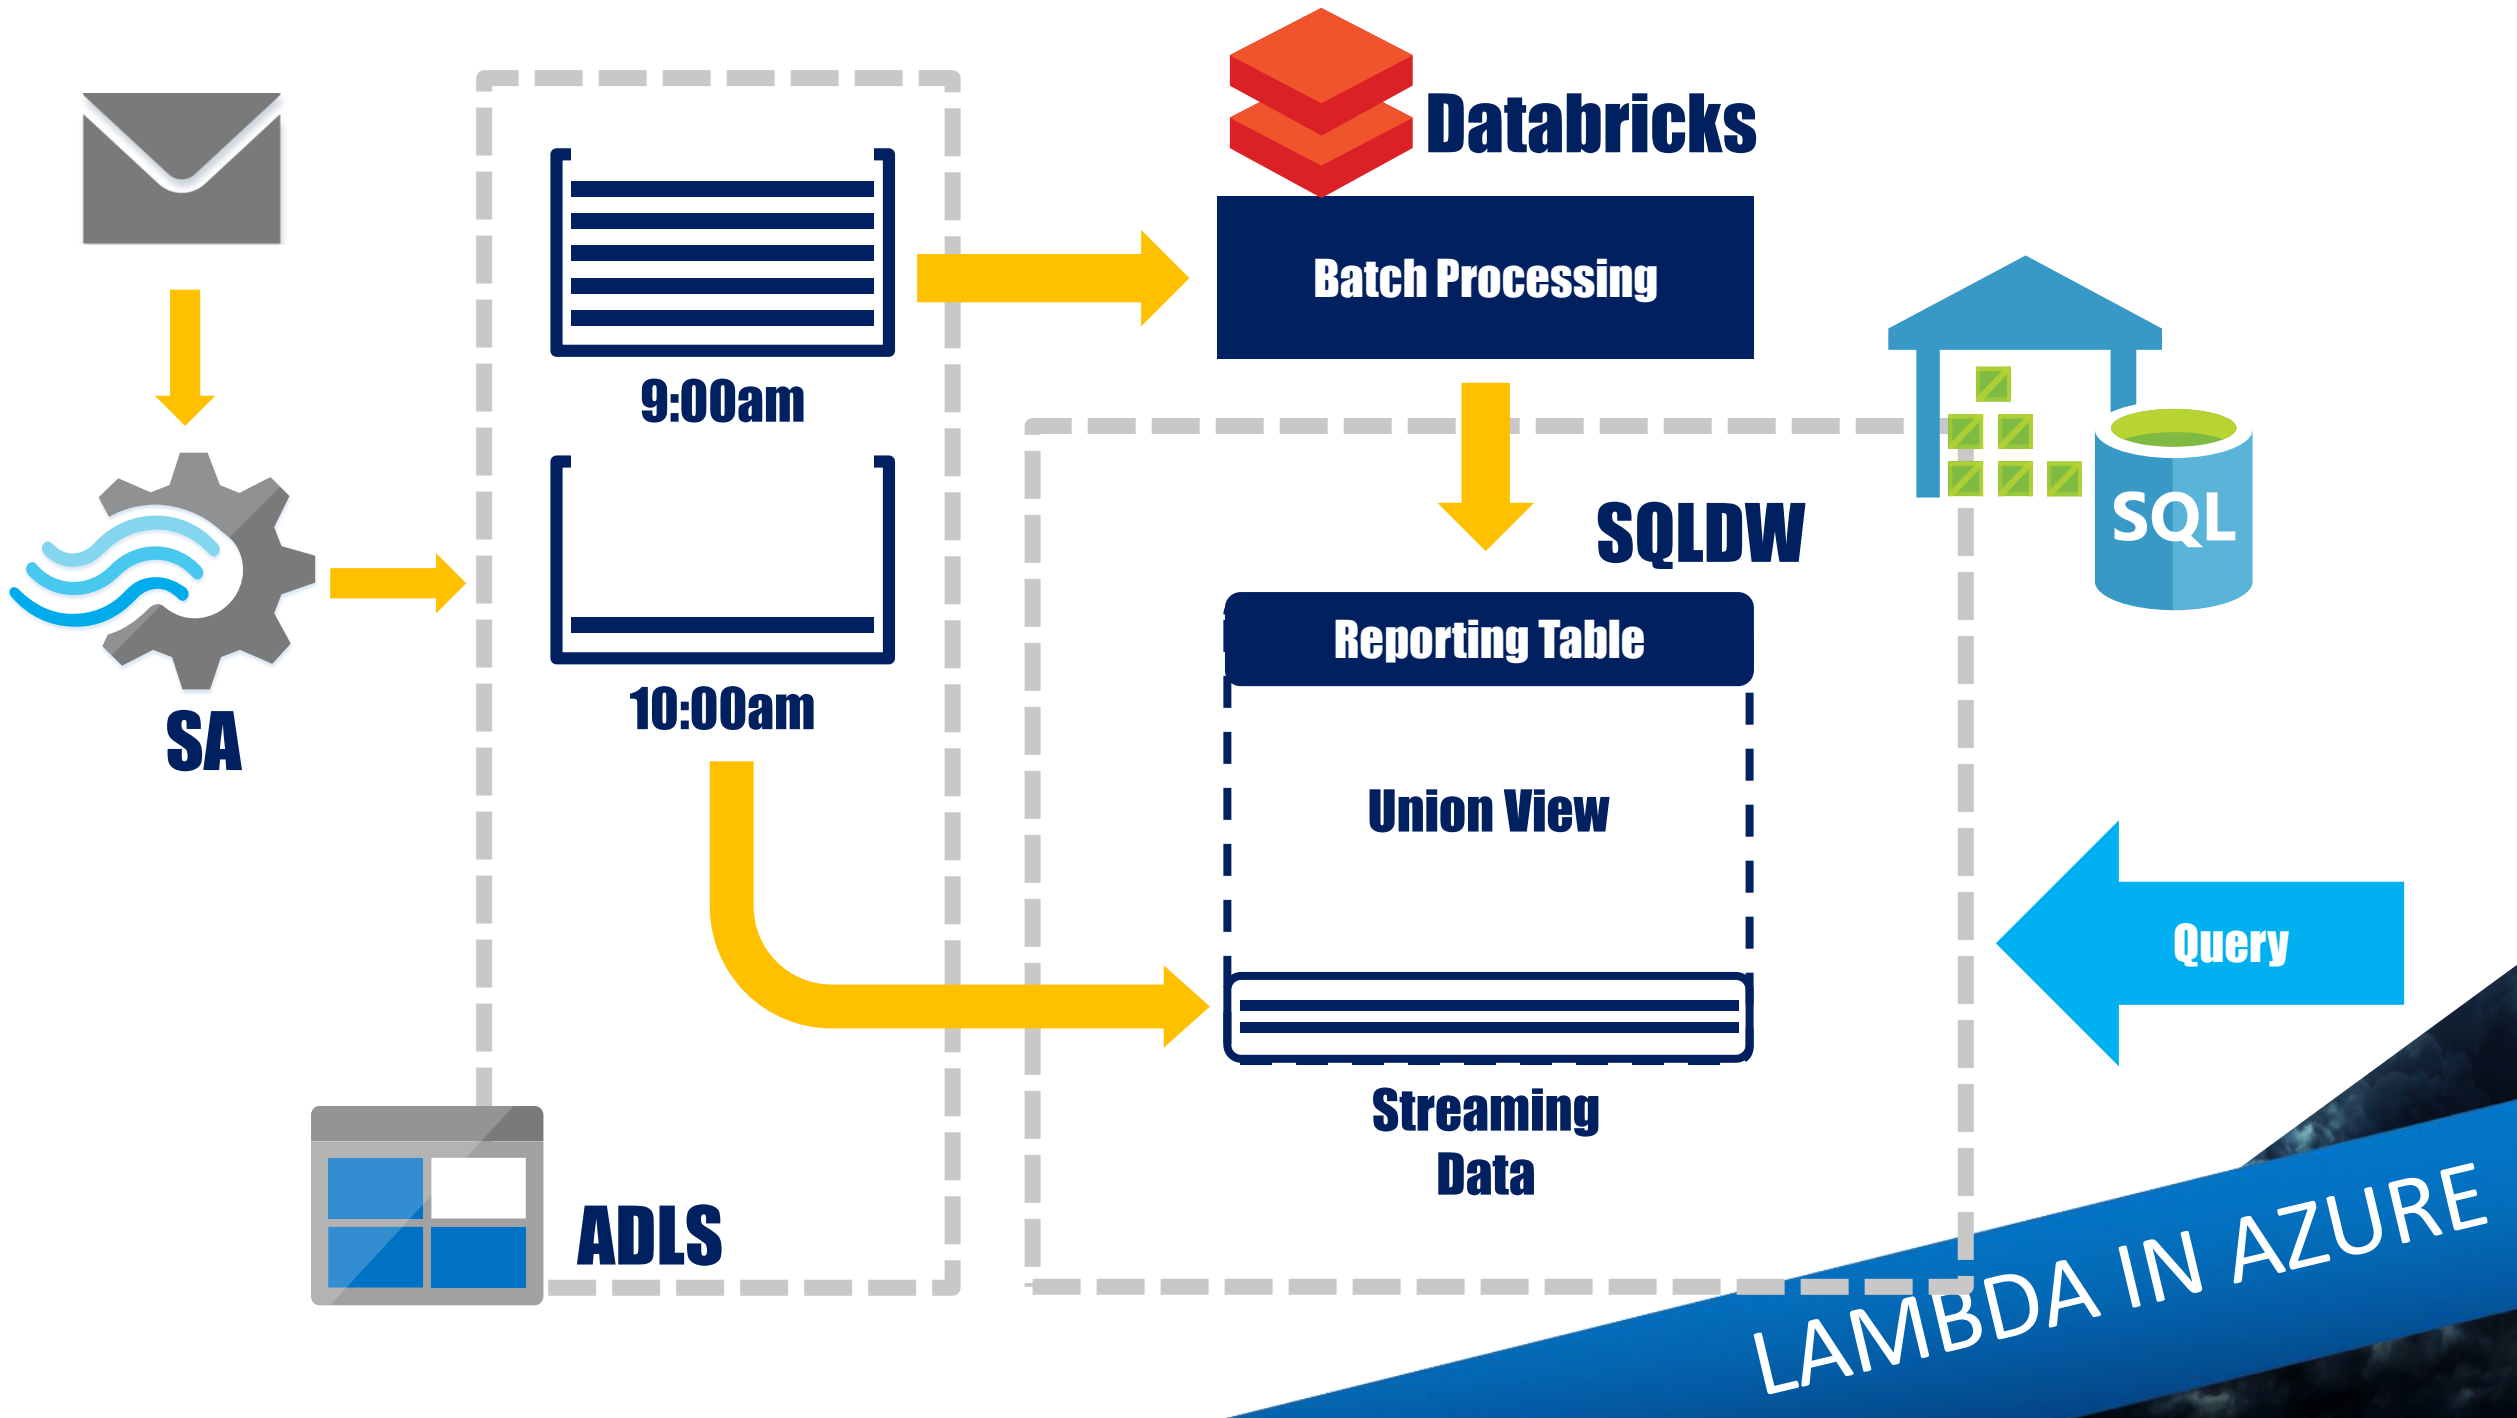 Databricks
Batch Processing
9:00am
SQLDW
SQL
Reporting Table
10:00am
SA
Union View
Query
Streaming
Data
ADLS
LAMBDA IN AZURE